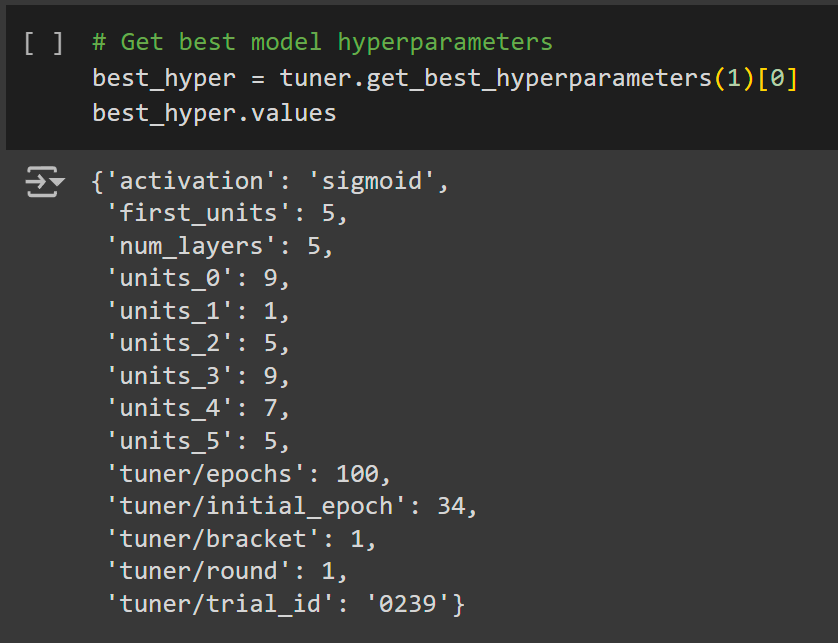 [ ] # Get best model hyperparameters
best_hyper = tuner.get_best_hyperparameters(1)[0]
best_hyper.values
{'activation': 'sigmoid',
'first_units': 5,
'num_layers': 5,
'units_0': 9,
'units_1': 1,
'units_2': 5,
'units_3': 9,
'units_4': 7,
'units_5': 5,
'tuner/epochs': 100,
'tuner/initial_epoch': 34,
'tuner/bracket': 1,
'tuner/round': 1,
'tuner/trial_id': '0239'}